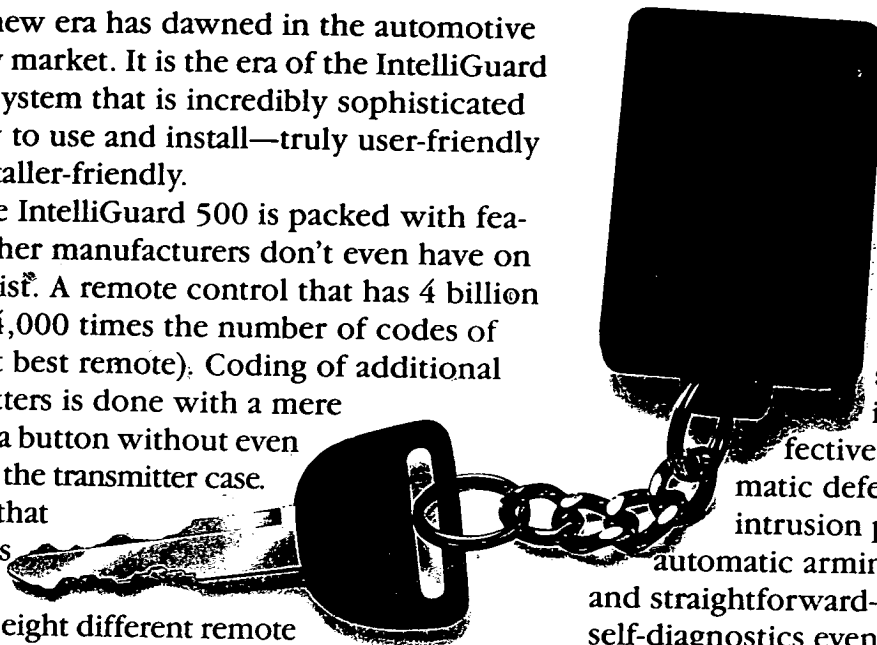 new era has dawned in the automotive
market. It is the era of the IntelliGuard
ystem that is incredibly sophisticated
to use and install—truly user-friendly
aller-friendly.
e IntelliGuard 500 is packed with fea-
her manufacturers don't even have on
ist. A remote control that has 4 billion
4,000 times the number of codes of
t best remote). Coding of additional
tters is done with a mere
a button without even
the transmitter case.
that
s
eight different remote
s
i
fective
matic defe
intrusion p
automatic armin
and straightforward-
self-diagnostics even